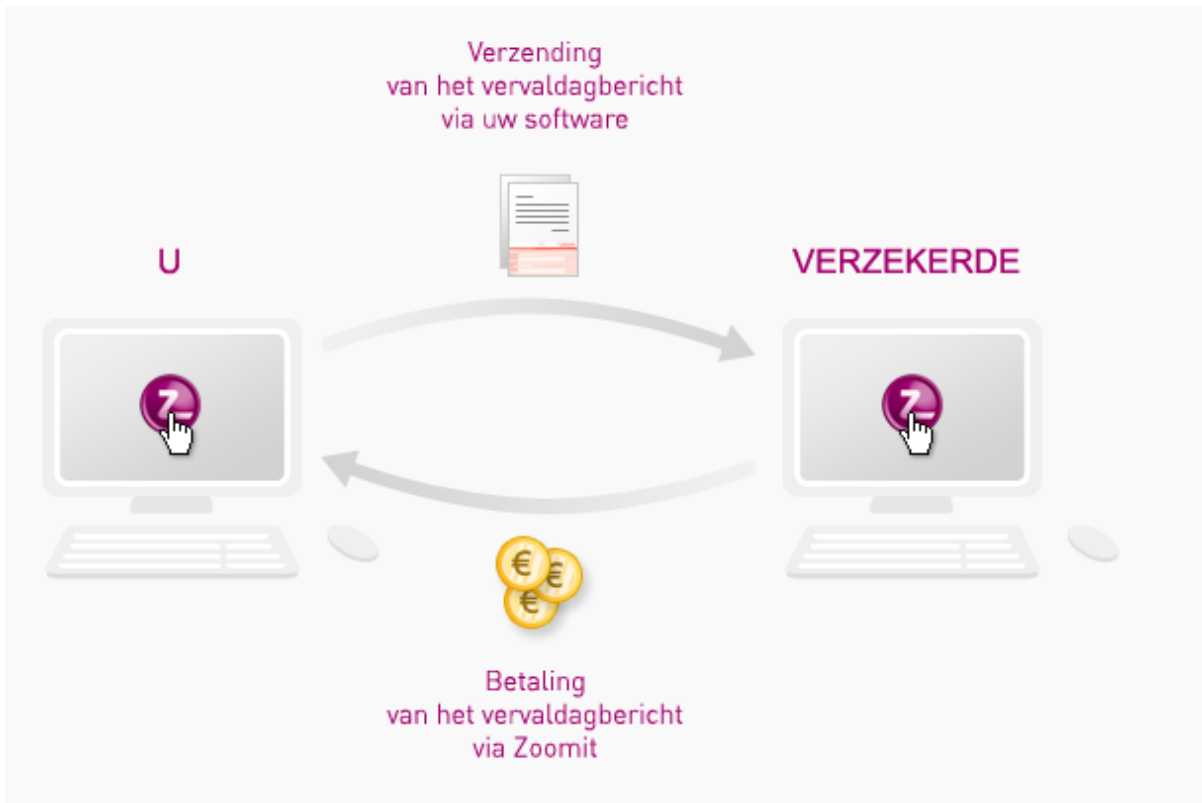 Verzending
van het vervaldagbericht
via uw software
U
VERZEKERDE
Z
Z
€
€
€
Betaling
van het vervaldagbericht
via Zoomit